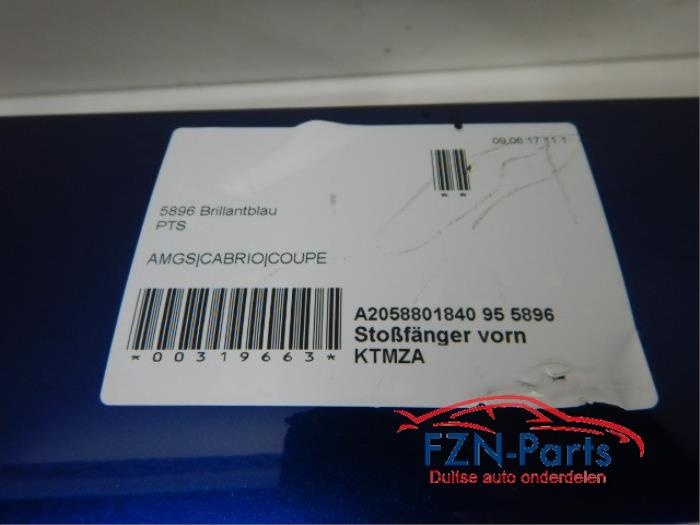 09.06.17 11 1
* *
5896 Brillantblau
PTS
AMGS|CABRIO|COUPE
*00319663*
A2058801840 95 5896
Stoßfänger vorn
KTMZA
FZN-Parts
Duitse auto onderdelen